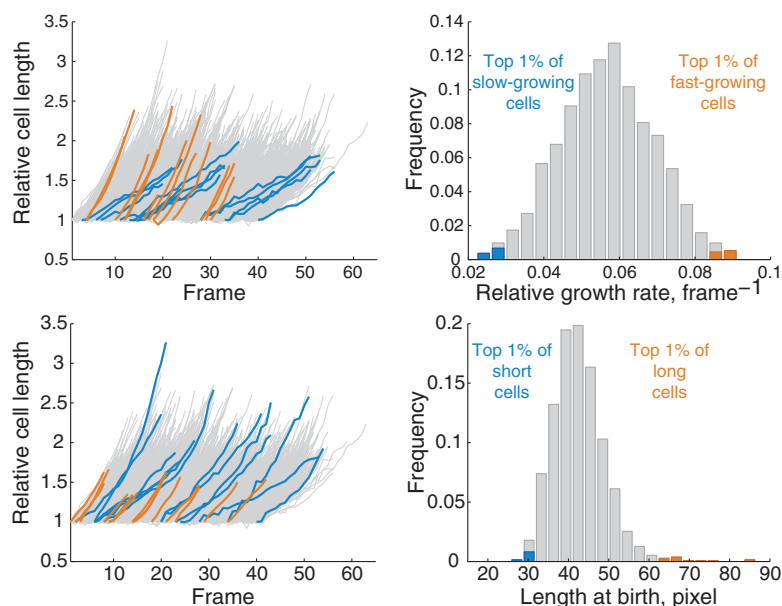 3.5
3
2.5
2
1.5
1
0.5
10 20 30 40 50 60
Relative cell length
Frame
0.14
0.12
0.1
0.08
0.06
0.04
0.02
0
0.02 0.04 0.06 0.08 0.1
Frequency
Relative growth rate, frame⁻¹
Top 1% of
slow-growing
cells
Top 1% of
fast-growing
cells
3.5
3
2.5
2
1.5
1
0.5
10 20 30 40 50 60
Relative cell length
Frame
0.2
0.15
0.1
0.05
0
20 30 40 50 60 70 80 90
Frequency
Length at birth, pixel
Top 1% of
short
cells
Top 1% of
long
cells